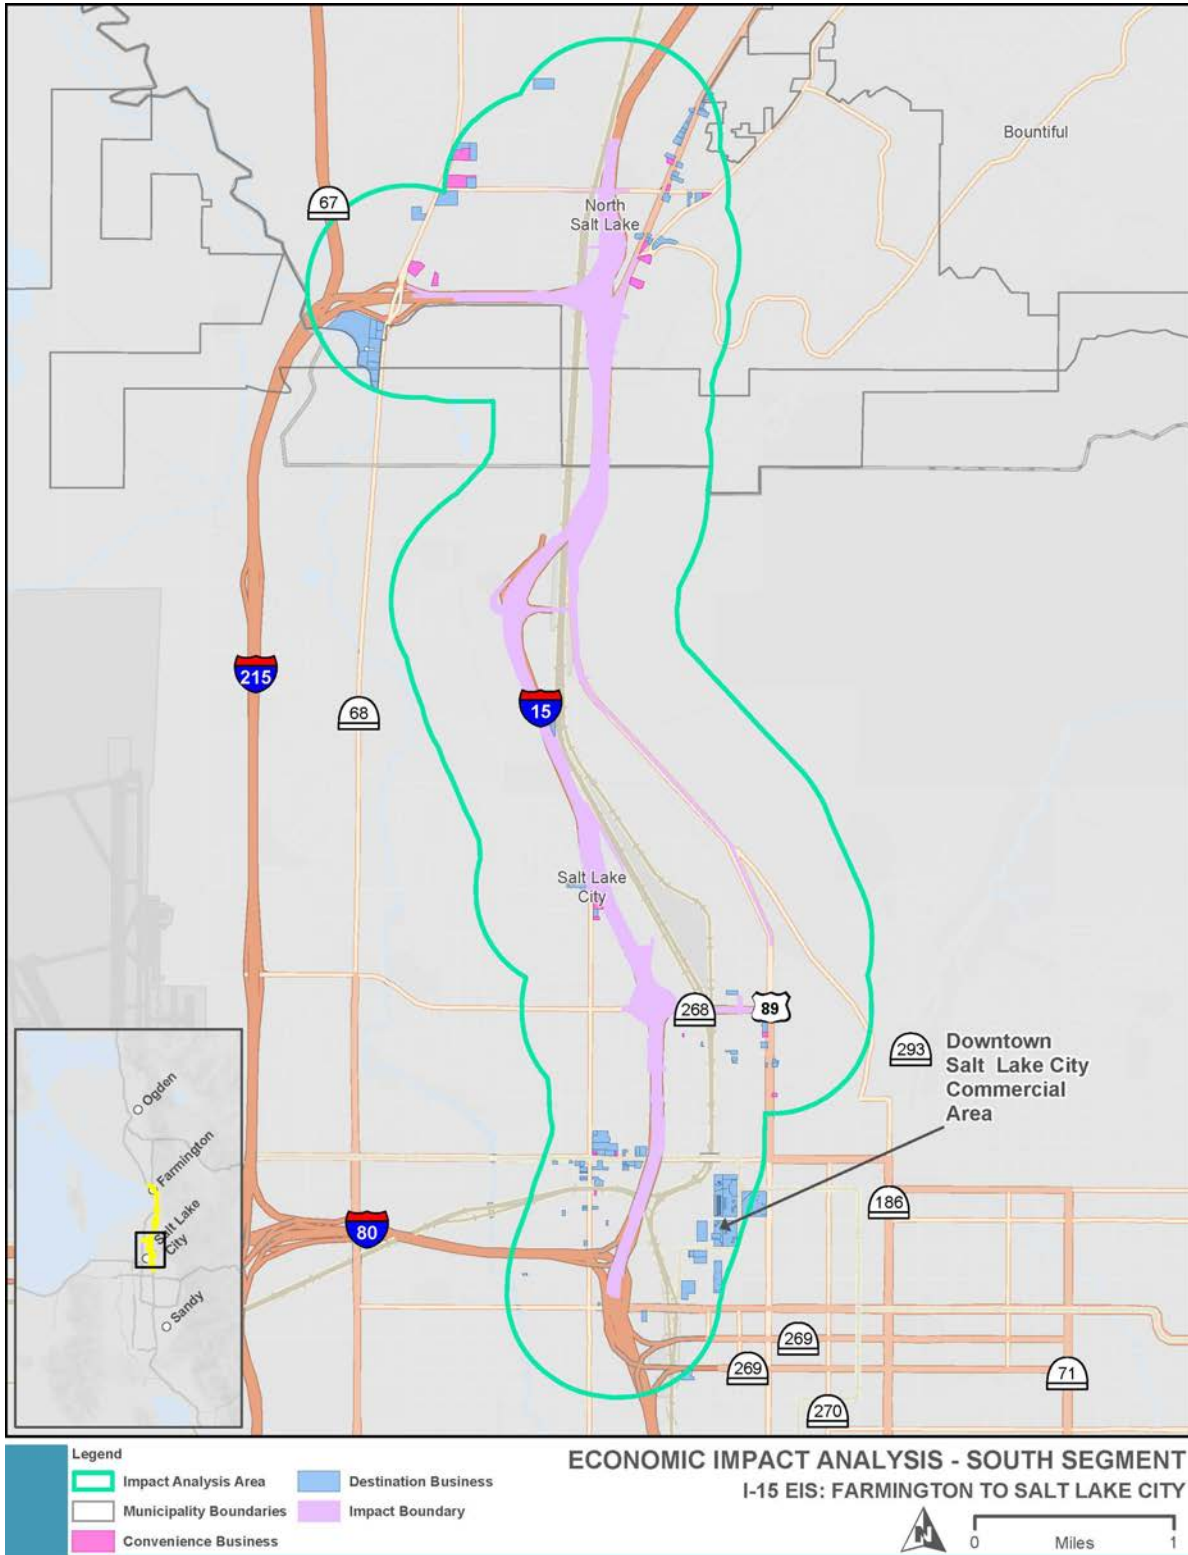 Bountiful
67
North
Salt Lake
215
15
68
Salt Lake
City
268
89
293
Downtown
Salt Lake City
Commercial
Area
Ogden
Farmington
Salt Lake
City
Sandy
186
80
269
269
71
270
Legend
Impact Analysis Area
Destination Business
Municipality Boundaries
Impact Boundary
Convenience Business
ECONOMIC IMPACT ANALYSIS - SOUTH SEGMENT
I-15 EIS: FARMINGTON TO SALT LAKE CITY
N
0 Miles 1